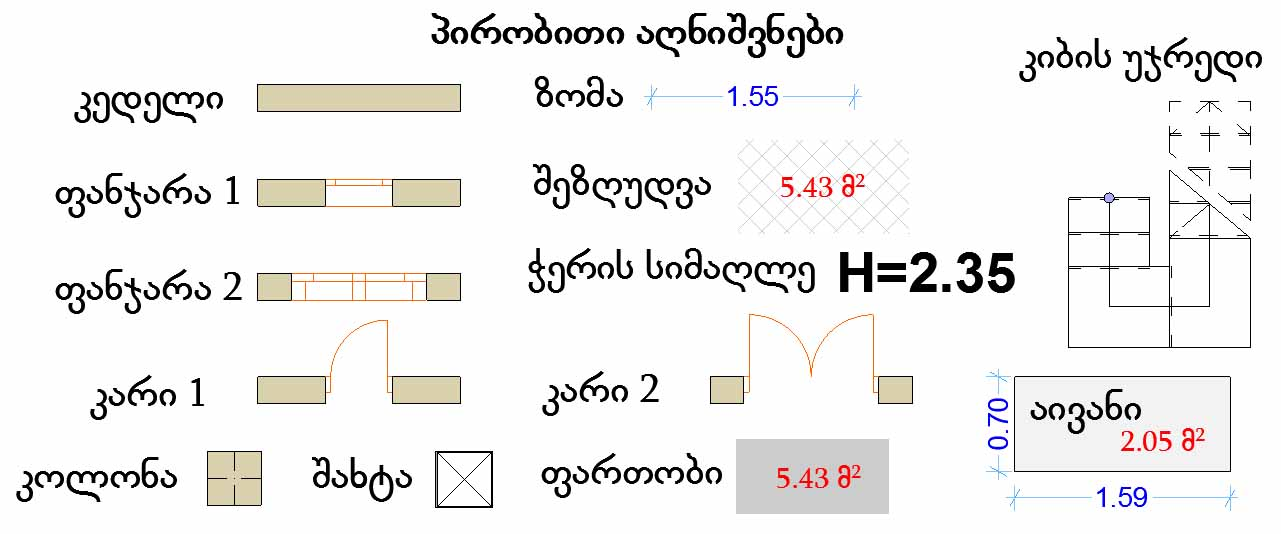 პირობითი აღნიშვნები
კიბის უჯრედი
კედელი
ზომა
1.55
ფანჯარა 1
შეზღუდვა
5.43 მ²
ფანჯარა 2
ჭერის სიმაღლე
H=2.35
კარი 1
კარი 2
0.70
აივანი
2.05 მ²
1.59
კოლონა
შახტა
ფართობი
5.43 მ²